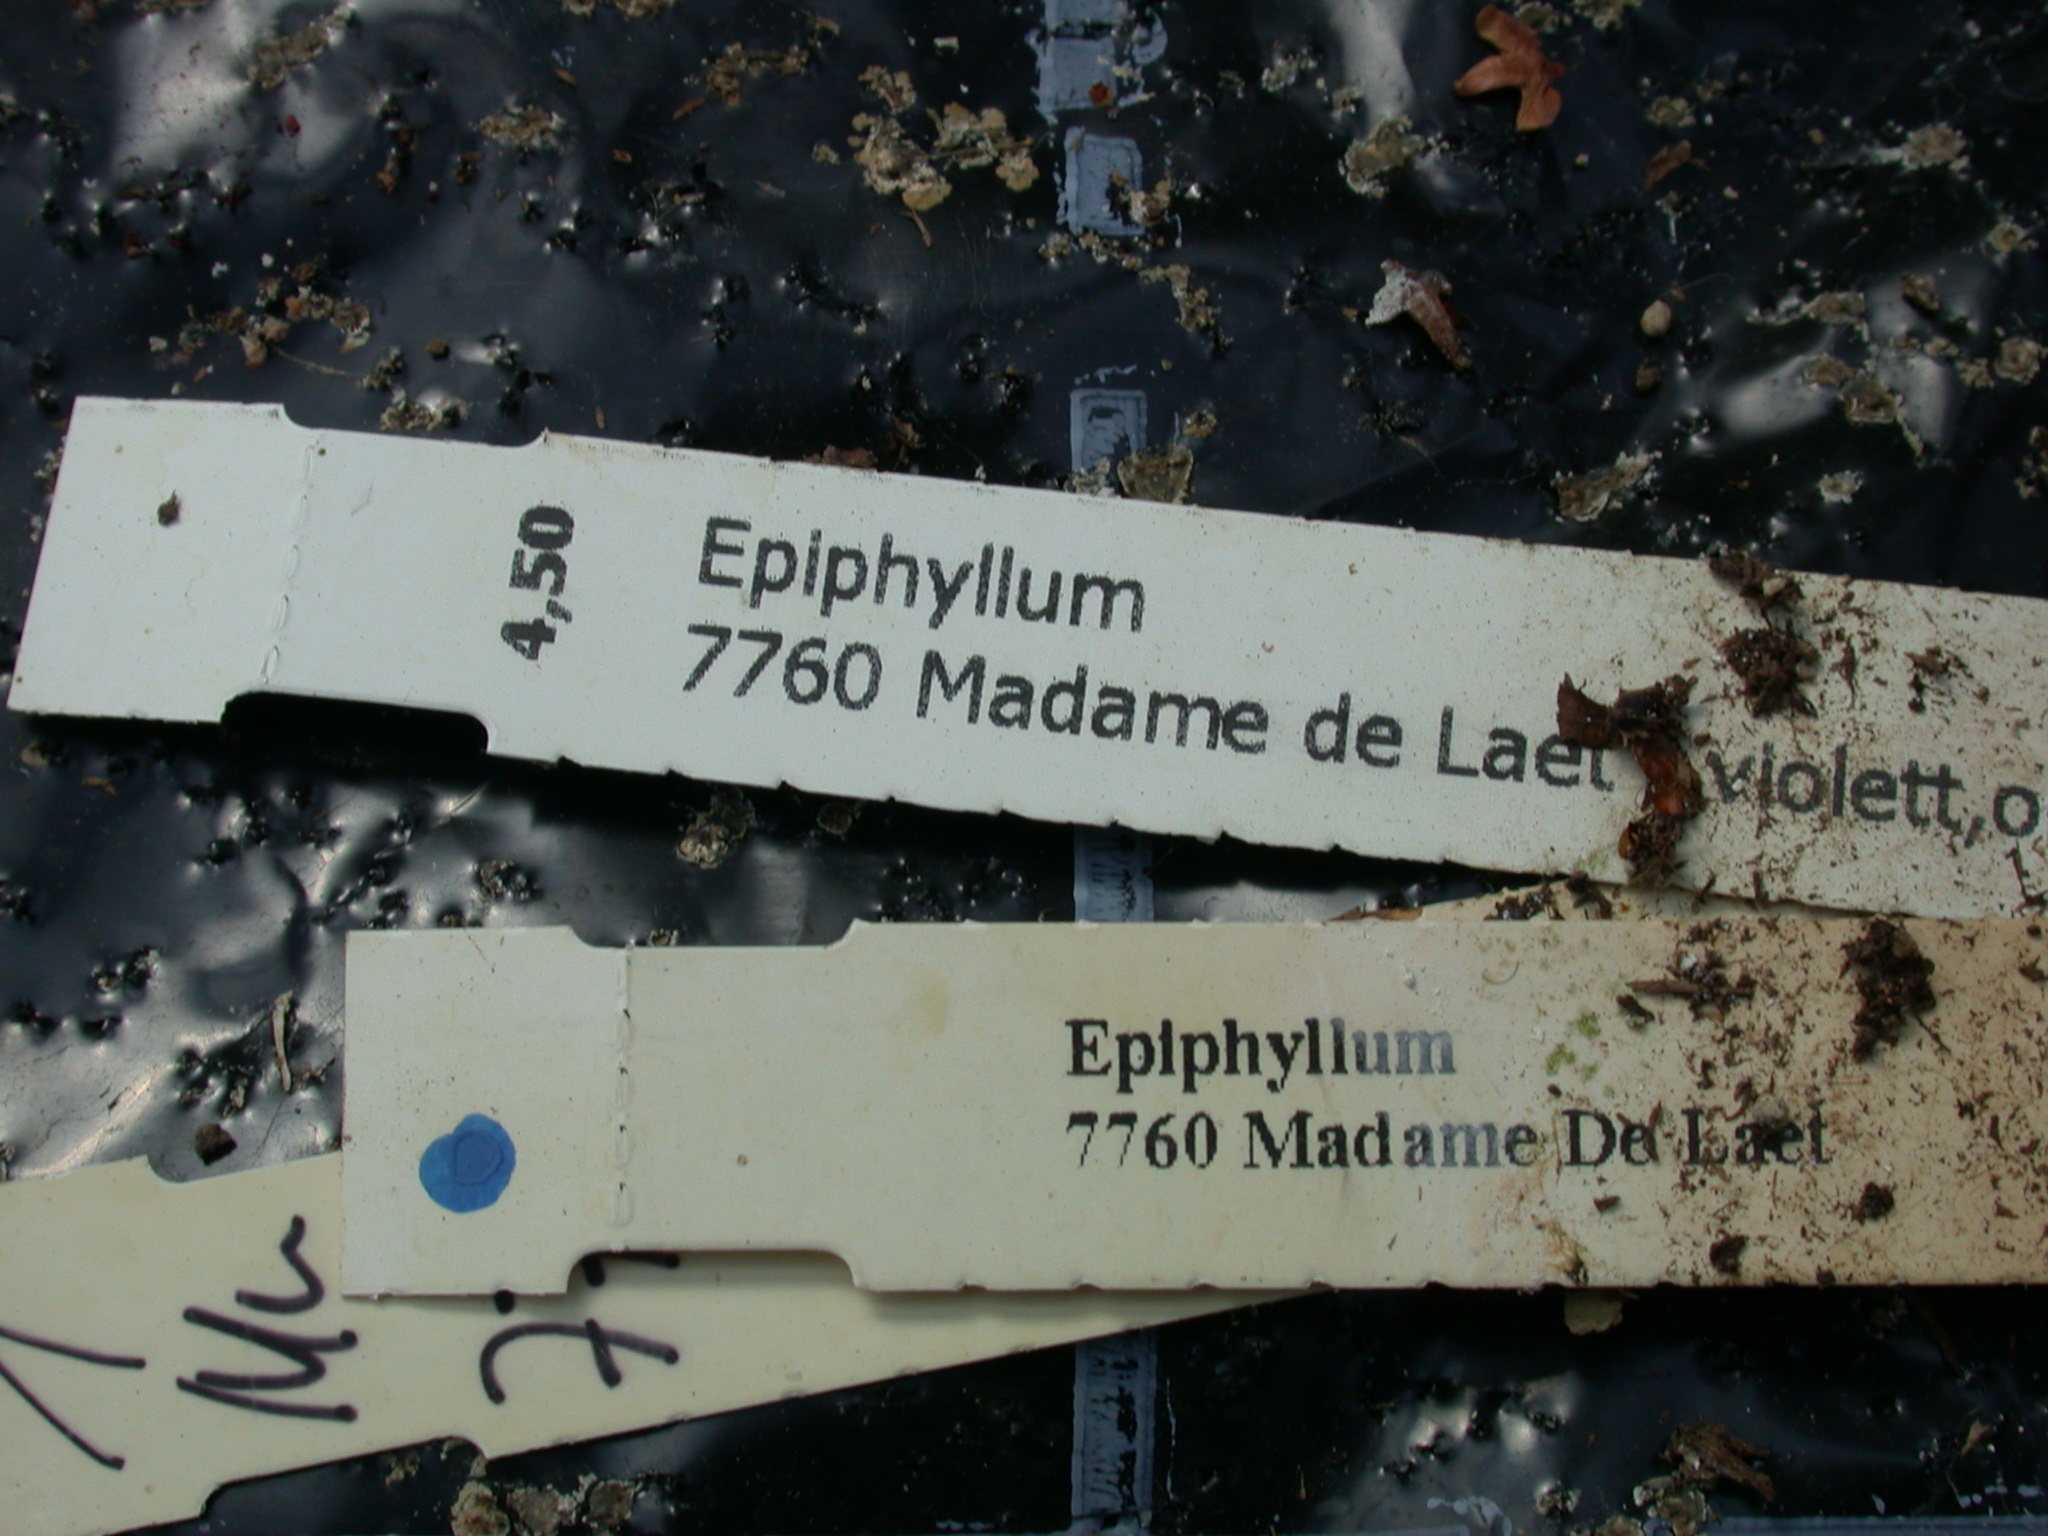 4,50
Epiphyllum
7760 Madame de Laet violett,o
Epiphyllum
7760 Madame De Laet